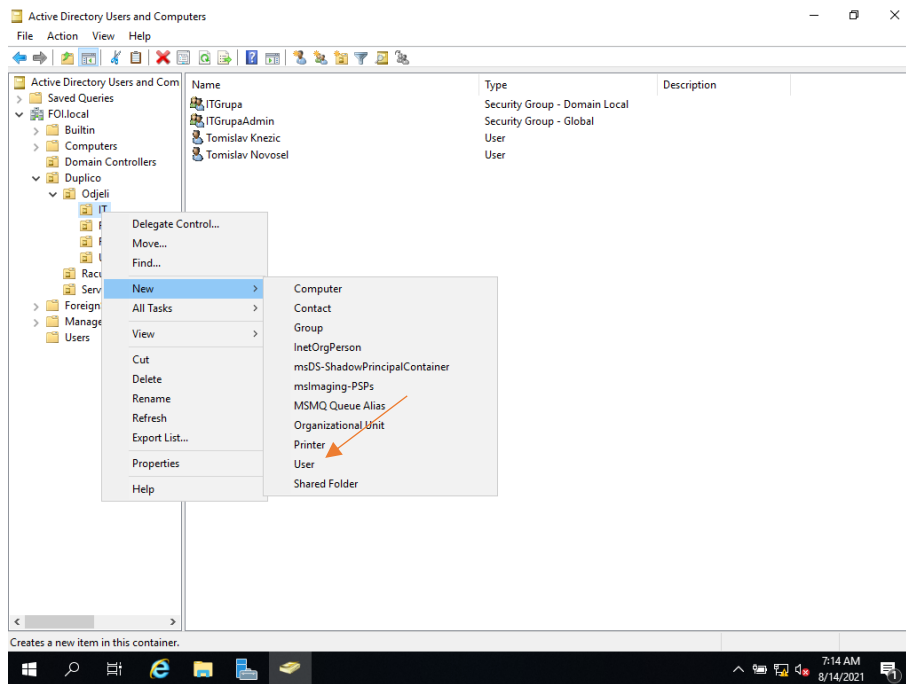 Active Directory Users and Computers
File Action View Help
Active Directory Users and Com
Saved Queries
FOI.local
Builtin
Computers
Domain Controllers
Duplico
Odjeli
IT
Racu
Serv
Foreign
Manage
Users
Name Type Description
ITGrupa Security Group - Domain Local
ITGrupaAdmin Security Group - Global
Tomislav Knezic User
Tomislav Novosel User
Delegate Control...
Move...
Find...
New
All Tasks
View
Cut
Delete
Rename
Refresh
Export List...
Properties
Help
Computer
Contact
Group
InetOrgPerson
msDS-ShadowPrincipalContainer
msImaging-PSPs
MSMQ Queue Alias
Organizational Unit
Printer
User
Shared Folder
Creates a new item in this container.
7:14 AM
8/14/2021
1